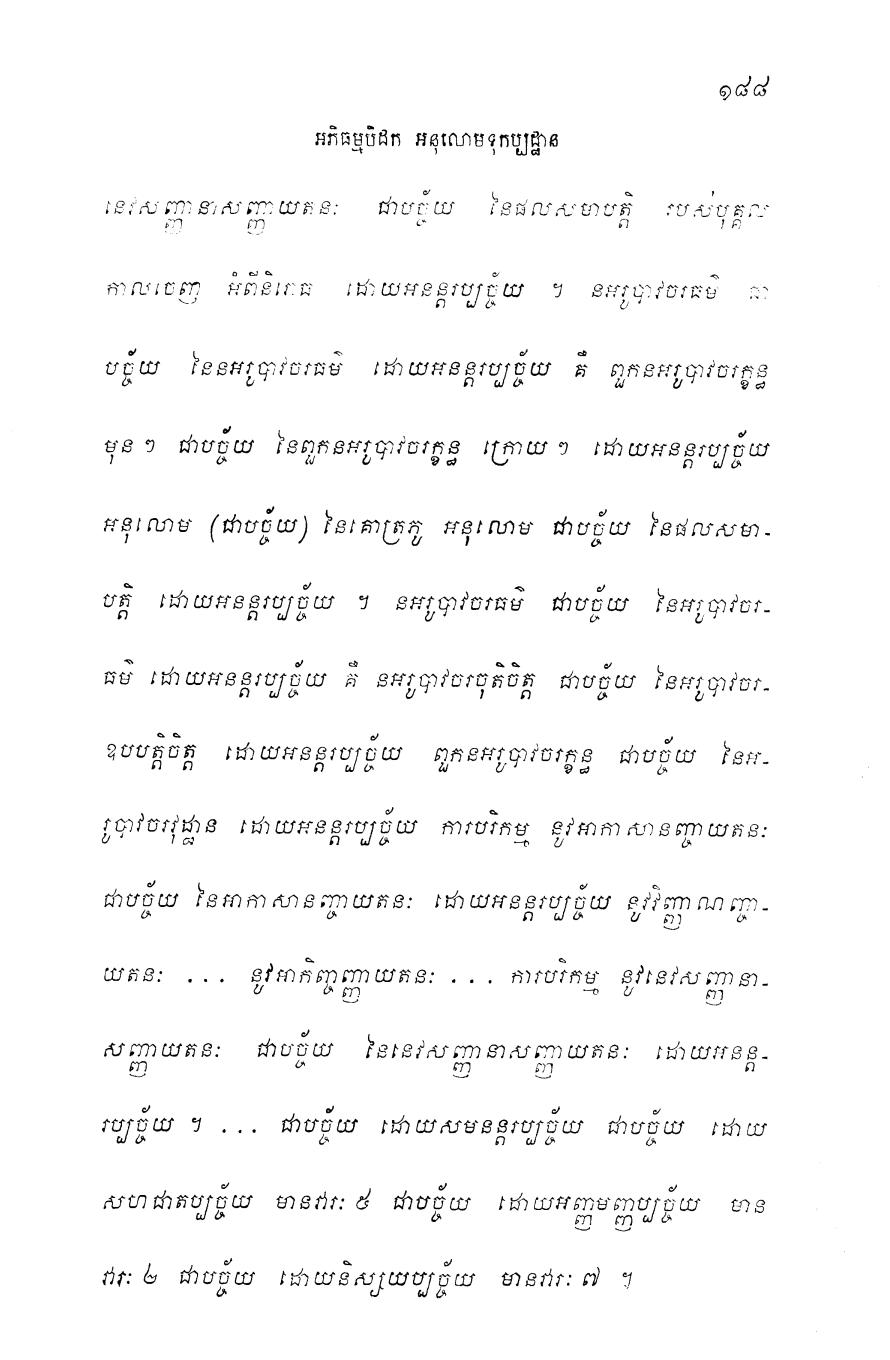 ១៨៨
អភិធម្មបិដក អនុលោមទុកប្បដ្ឋាន
នេវសញ្ញានាសញ្ញាយតនៈ ជាបច្ច័យ នៃផលសមាបត្តិ របស់បុគ្គល
កាលចេញ អំពីនិរោធ ដោយអនន្តរប្បច្ច័យ ។ នអរូបាវចរធម៌ ជា
បច្ច័យ នៃនអរូបាវចរធម៌ ដោយអនន្តរប្បច្ច័យ គឺ ពួកនអរូបាវចរក្ខន្ធ
មុន ៗ ជាបច្ច័យ នៃពួកនអរូបាវចរក្ខន្ធ ក្រោយ ៗ ដោយអនន្តរប្បច្ច័យ
អនុលោម (ជាបច្ច័យ) នៃគោត្រភូ អនុលោម ជាបច្ច័យ នៃផលសមា-
បត្តិ ដោយអនន្តរប្បច្ច័យ ។ នអរូបាវចរធម៌ ជាបច្ច័យ នៃអរូបាវចរ-
ធម៌ ដោយអនន្តរប្បច្ច័យ គឺ នអរូបាវចរចុតិចិត្ត ជាបច្ច័យ នៃអរូបាវចរ-
ឧបបត្តិចិត្ត ដោយអនន្តរប្បច្ច័យ ពួកនអរូបាវចរក្ខន្ធ ជាបច្ច័យ នៃអ-
រូបាវចរវុដ្ឋាន ដោយអនន្តរប្បច្ច័យ ការបរិកម្ម នូវអាកាសានញ្ចាយតនៈ
ជាបច្ច័យ នៃអាកាសានញ្ចាយតនៈ ដោយអនន្តរប្បច្ច័យ នូវវិញ្ញាណញ្ចា-
យតនៈ ... នូវអាកិញ្ចញ្ញាយតនៈ ... ការបរិកម្ម នូវនេវសញ្ញានា-
សញ្ញាយតនៈ ជាបច្ច័យ នៃនេវសញ្ញានាសញ្ញាយតនៈ ដោយអនន្ត-
រប្បច្ច័យ ។ ... ជាបច្ច័យ ដោយសមនន្តរប្បច្ច័យ ជាបច្ច័យ ដោយ
សហជាតប្បច្ច័យ មានវារៈ ៥ ជាបច្ច័យ ដោយអញ្ញមញ្ញប្បច្ច័យ មាន
វារៈ ២ ជាបច្ច័យ ដោយនិស្សយប្បច្ច័យ មានវារៈ ៧ ។